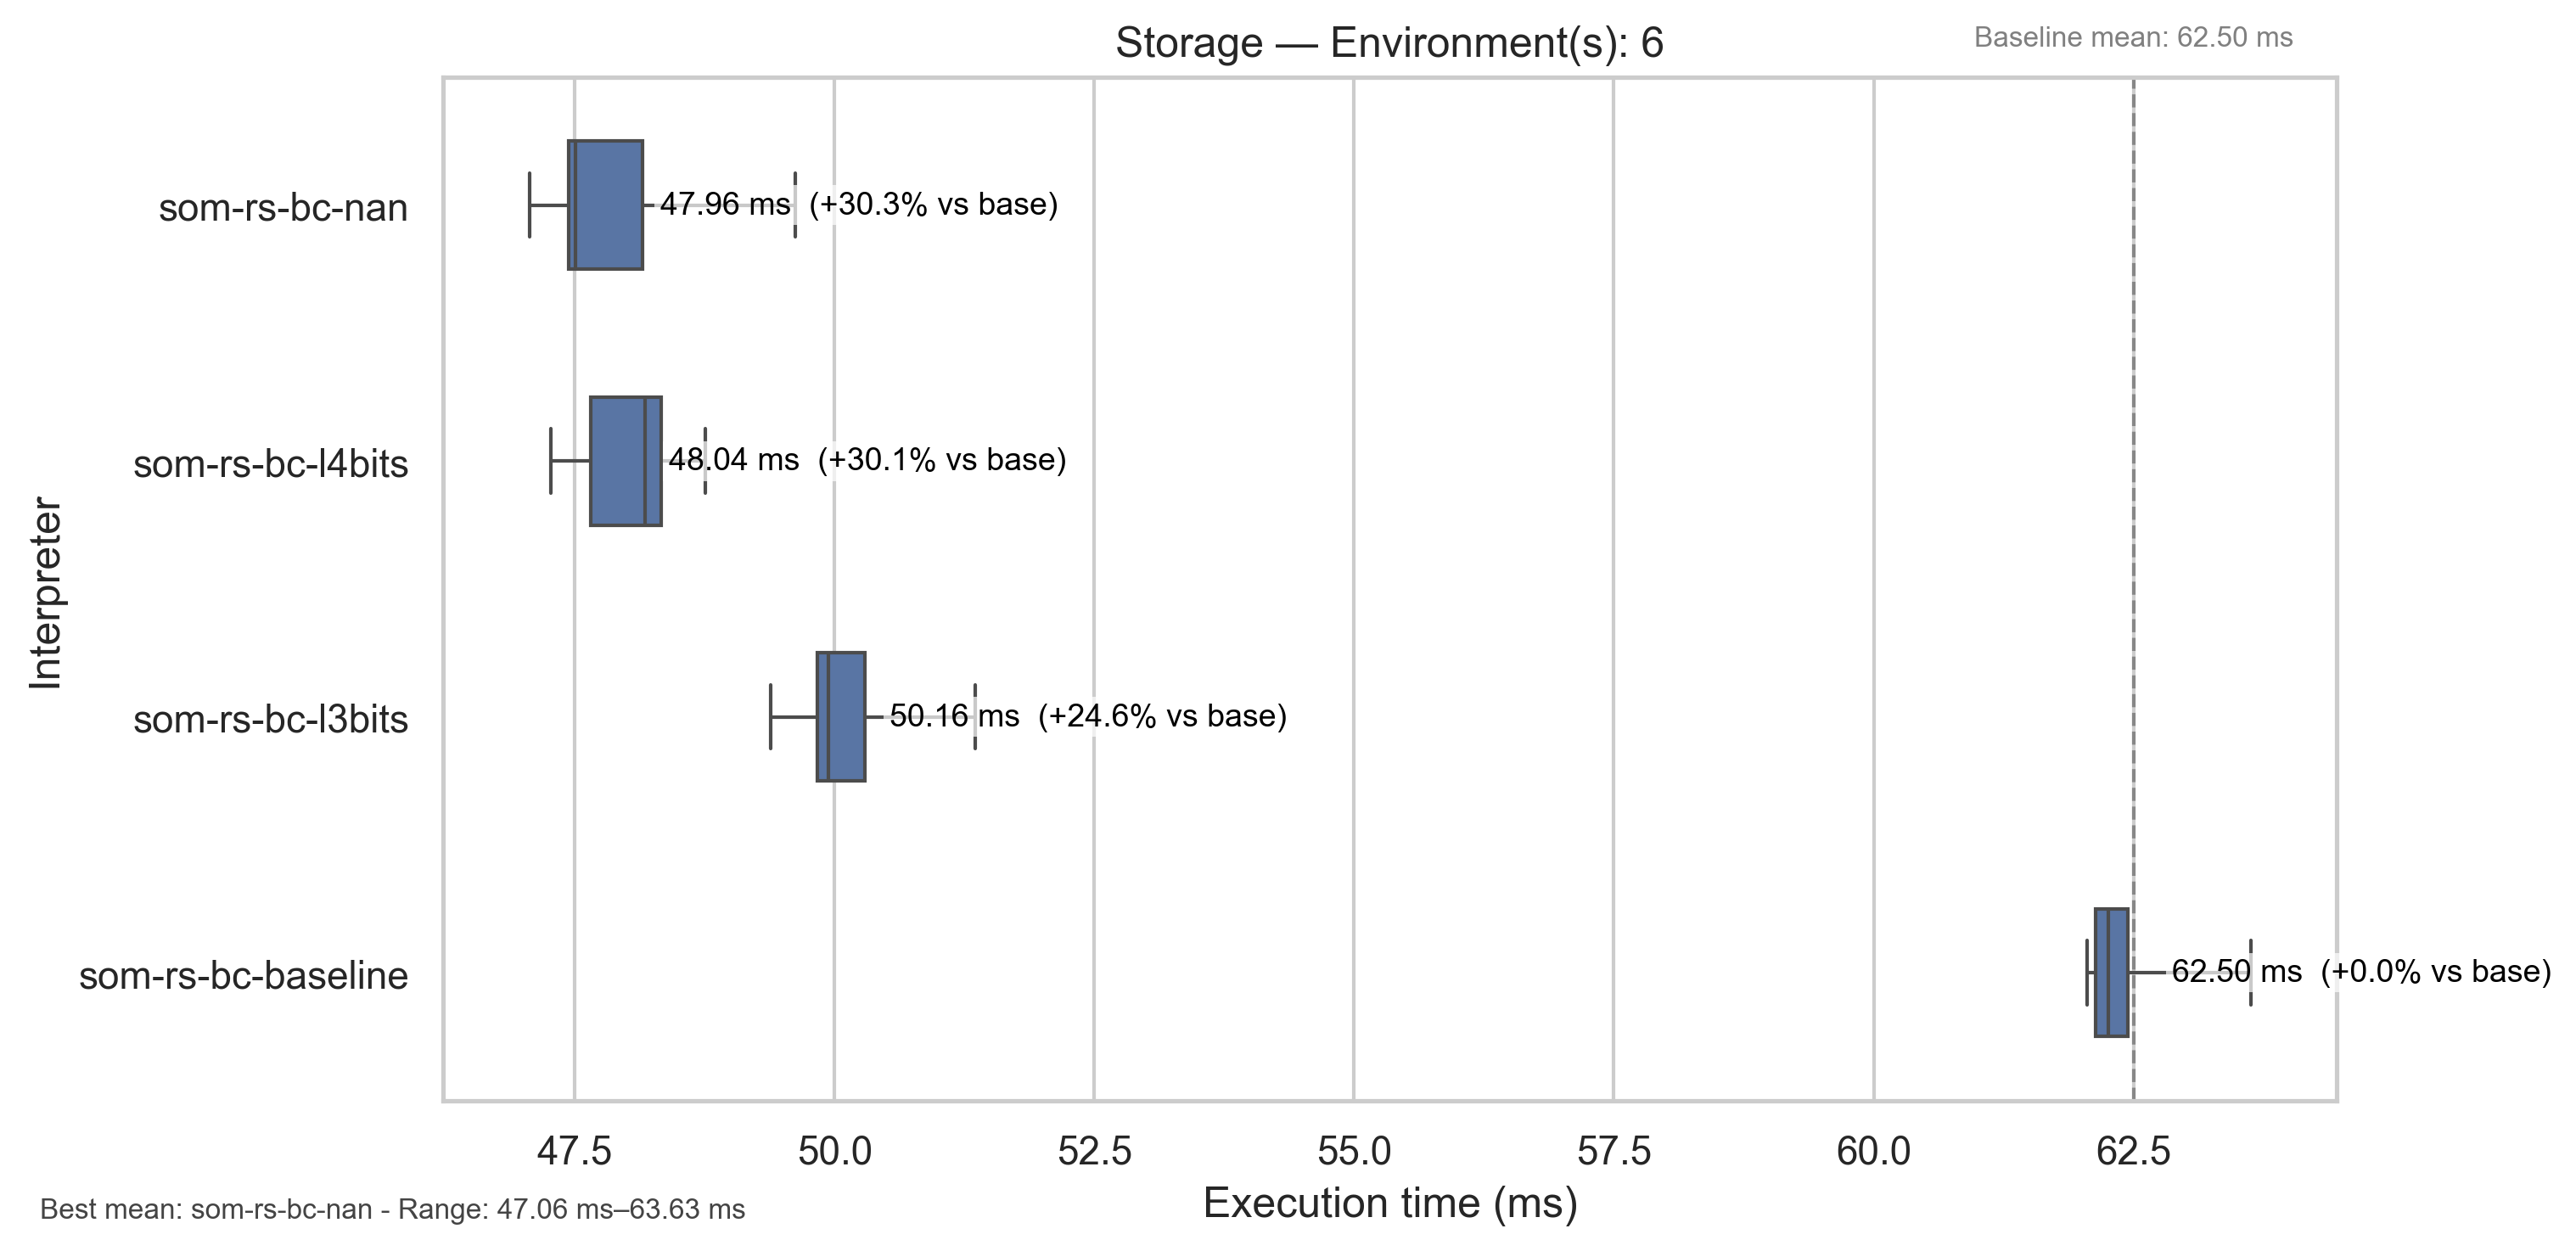 Storage — Environment(s): 6
Baseline mean: 62.50 ms
som-rs-bc-nan
47.96 ms  (+30.3% vs base)
som-rs-bc-l4bits
48.04 ms  (+30.1% vs base)
Interpreter
som-rs-bc-l3bits
50.16 ms  (+24.6% vs base)
som-rs-bc-baseline
62.50 ms  (+0.0% vs base)
47.5 50.0 52.5 55.0 57.5 60.0 62.5
Execution time (ms)
Best mean: som-rs-bc-nan - Range: 47.06 ms–63.63 ms